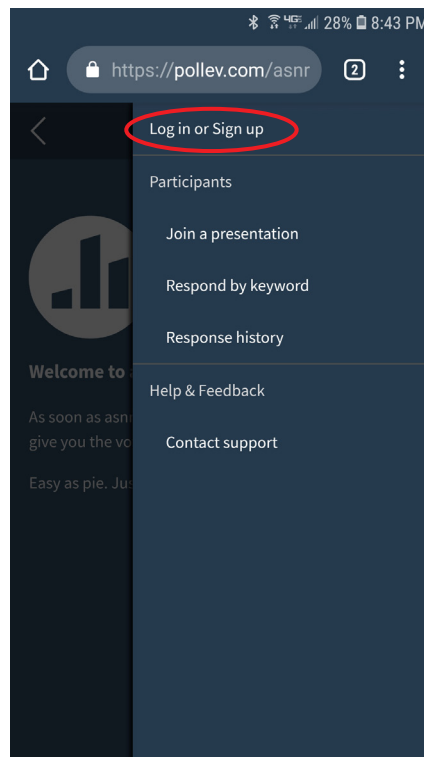 4G 28% 8:43 PM
https://pollev.com/asnr 2
Log in or Sign up
Participants
Join a presentation
Respond by keyword
Response history
Help & Feedback
Contact support
Welcome to
As soon as asn
give you the vo
Easy as pie. Jus